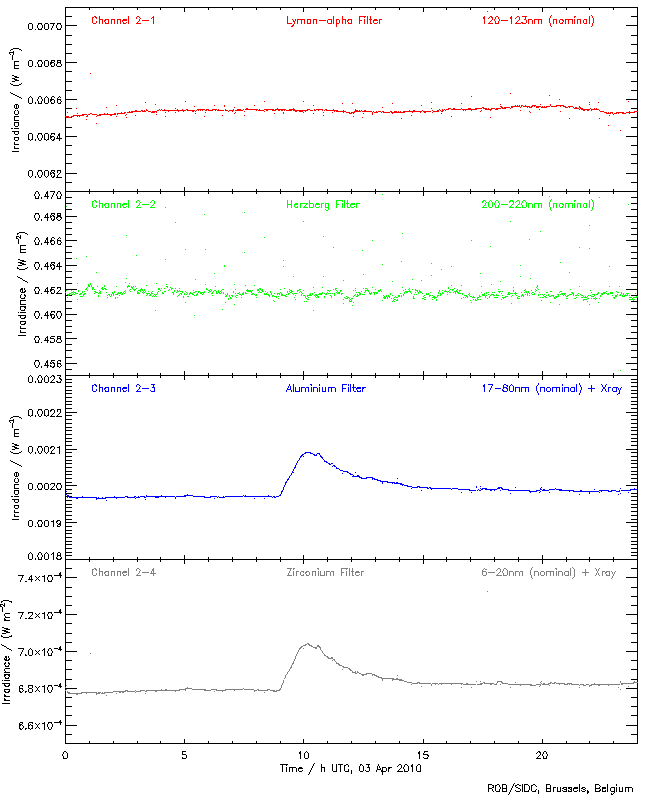 Channel 2-1 Lyman-alpha Filter 120-123nm (nominal)
Irradiance / (W m⁻²)
0.0070
0.0068
0.0066
0.0064
0.0062
Channel 2-2 Herzberg Filter 200-220nm (nominal)
Irradiance / (W m⁻²)
0.470
0.468
0.466
0.464
0.462
0.460
0.458
0.456
Channel 2-3 Aluminium Filter 17-80nm (nominal) + Xray
Irradiance / (W m⁻²)
0.0023
0.0022
0.0021
0.0020
0.0019
0.0018
Channel 2-4 Zirconium Filter 6-20nm (nominal) + Xray
Irradiance / (W m⁻²)
7.4×10⁻⁴
7.2×10⁻⁴
7.0×10⁻⁴
6.8×10⁻⁴
6.6×10⁻⁴
0 5 10 15 20
Time / h UTC, 03 Apr 2010
ROB/SIDC, Brussels, Belgium